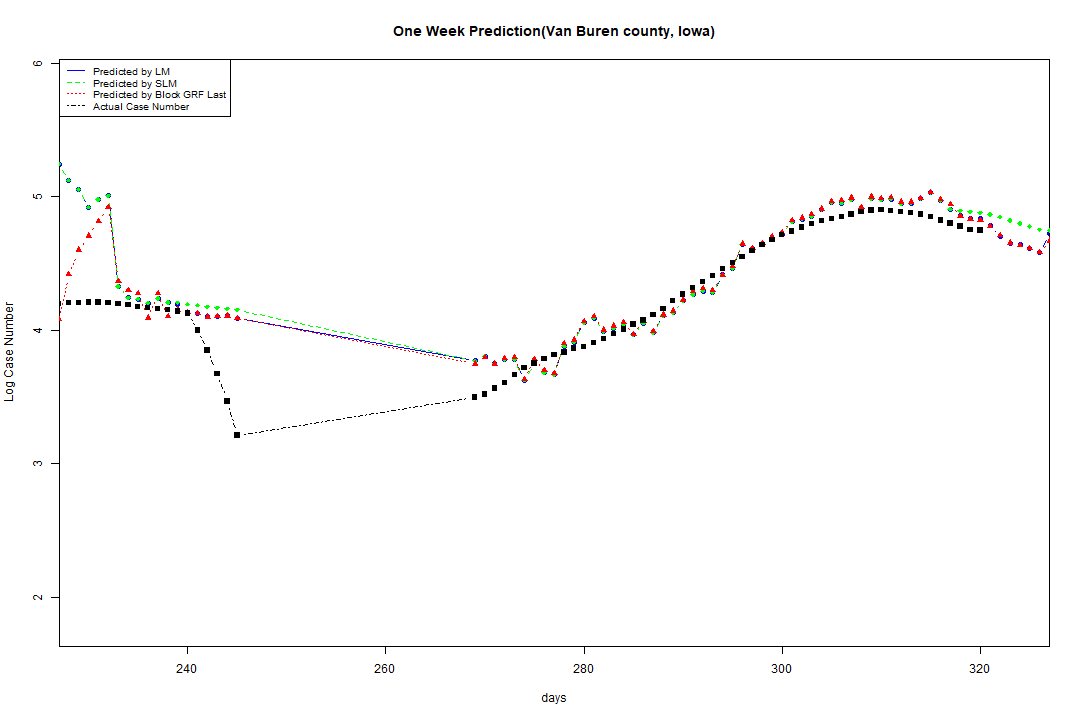 One Week Prediction(Van Buren county, Iowa)
Predicted by LM
Predicted by SLM
Predicted by Block GRF Last
Actual Case Number
Log Case Number
6
5
4
3
2
240 260 280 300 320
days